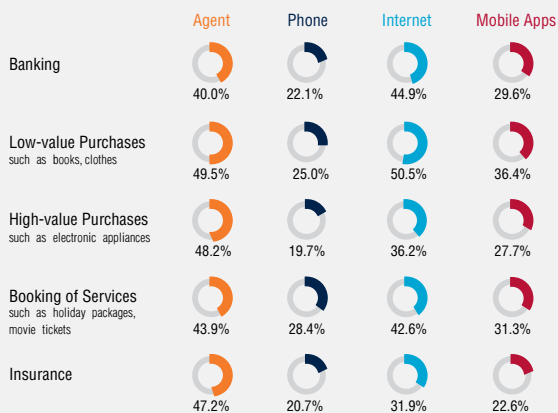 Agent Phone Internet Mobile Apps
Banking
40.0% 22.1% 44.9% 29.6%
Low-value Purchases
such as books, clothes
49.5% 25.0% 50.5% 36.4%
High-value Purchases
such as electronic appliances
48.2% 19.7% 36.2% 27.7%
Booking of Services
such as holiday packages,
movie tickets
43.9% 28.4% 42.6% 31.3%
Insurance
47.2% 20.7% 31.9% 22.6%